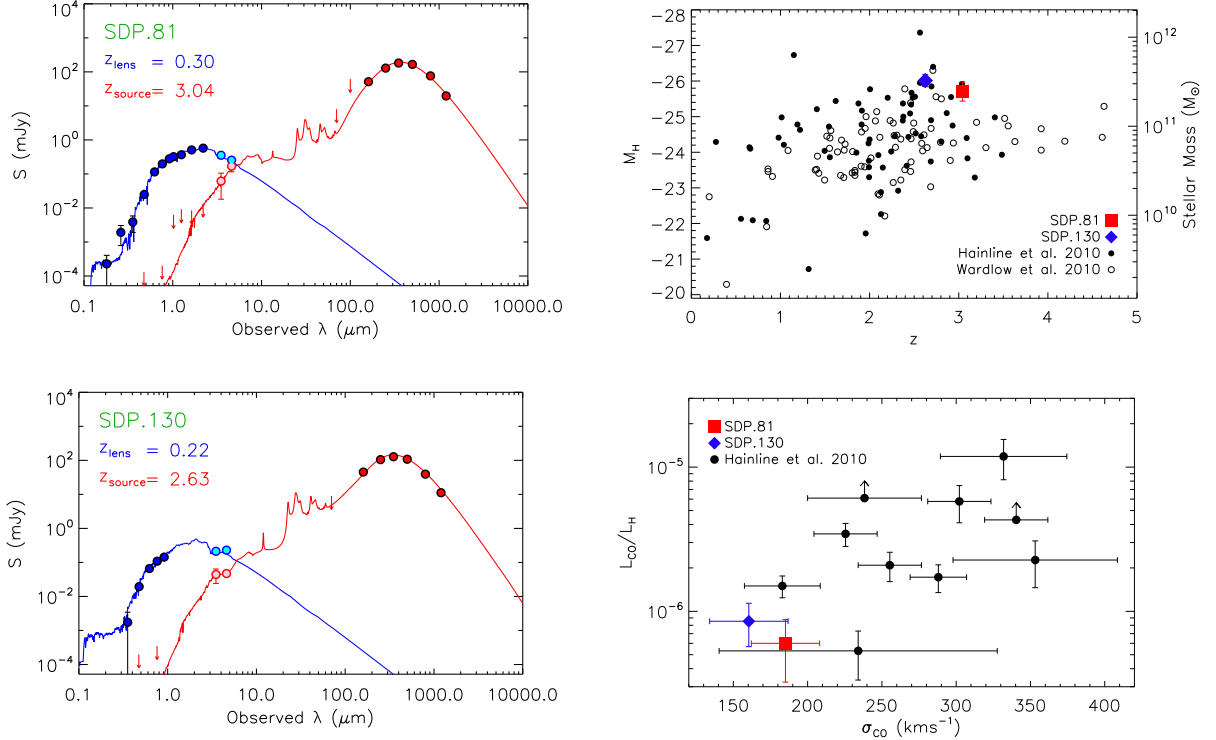 SDP.81
z_lens = 0.30
z_source= 3.04
S (mJy)
10^4
10^2
10^0
10^-2
10^-4
0.1 1.0 10.0 100.0 1000.0 10000.0
Observed λ (μm)
M_H
-28
-27
-26
-25
-24
-23
-22
-21
-20
0 1 2 3 4 5
z
10^12
10^11
10^10
Stellar Mass (M_⊙)
SDP.81
SDP.130
Hainline et al. 2010
Wardlow et al. 2010
SDP.130
z_lens = 0.22
z_source= 2.63
S (mJy)
10^4
10^2
10^0
10^-2
10^-4
0.1 1.0 10.0 100.0 1000.0 10000.0
Observed λ (μm)
SDP.81
SDP.130
Hainline et al. 2010
L_CO/L_H
10^-5
10^-6
150 200 250 300 350 400
σ_CO (kms^-1)